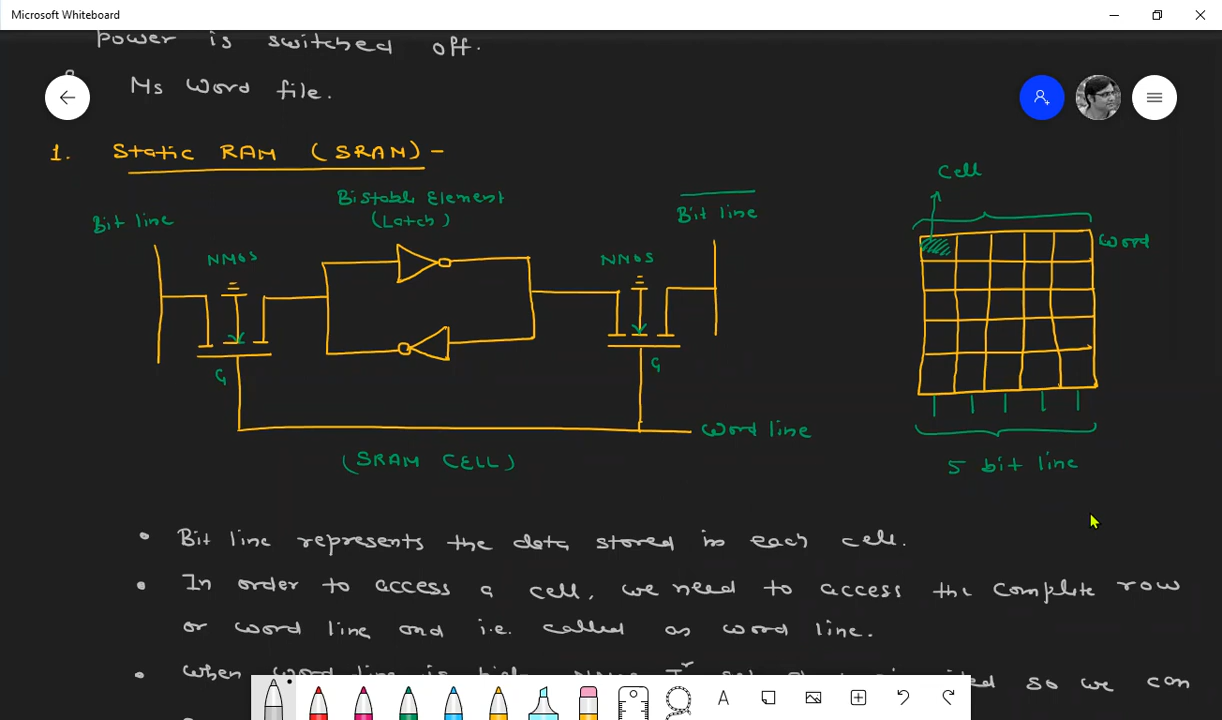 Microsoft Whiteboard
power is switched off.
Ms Word file.
1. Static RAM (SRAM) -
Cell
Bistable Element
(Latch)
Bit line
Bit line
Word
NMOS
NMOS
G
G
Word line
(SRAM CELL)
5 bit line
• Bit line represents the data stored in each cell.
• In order to access a cell, we need to access the complete row
or word line and i.e. called as word line.
• When word line is high
so we can
A